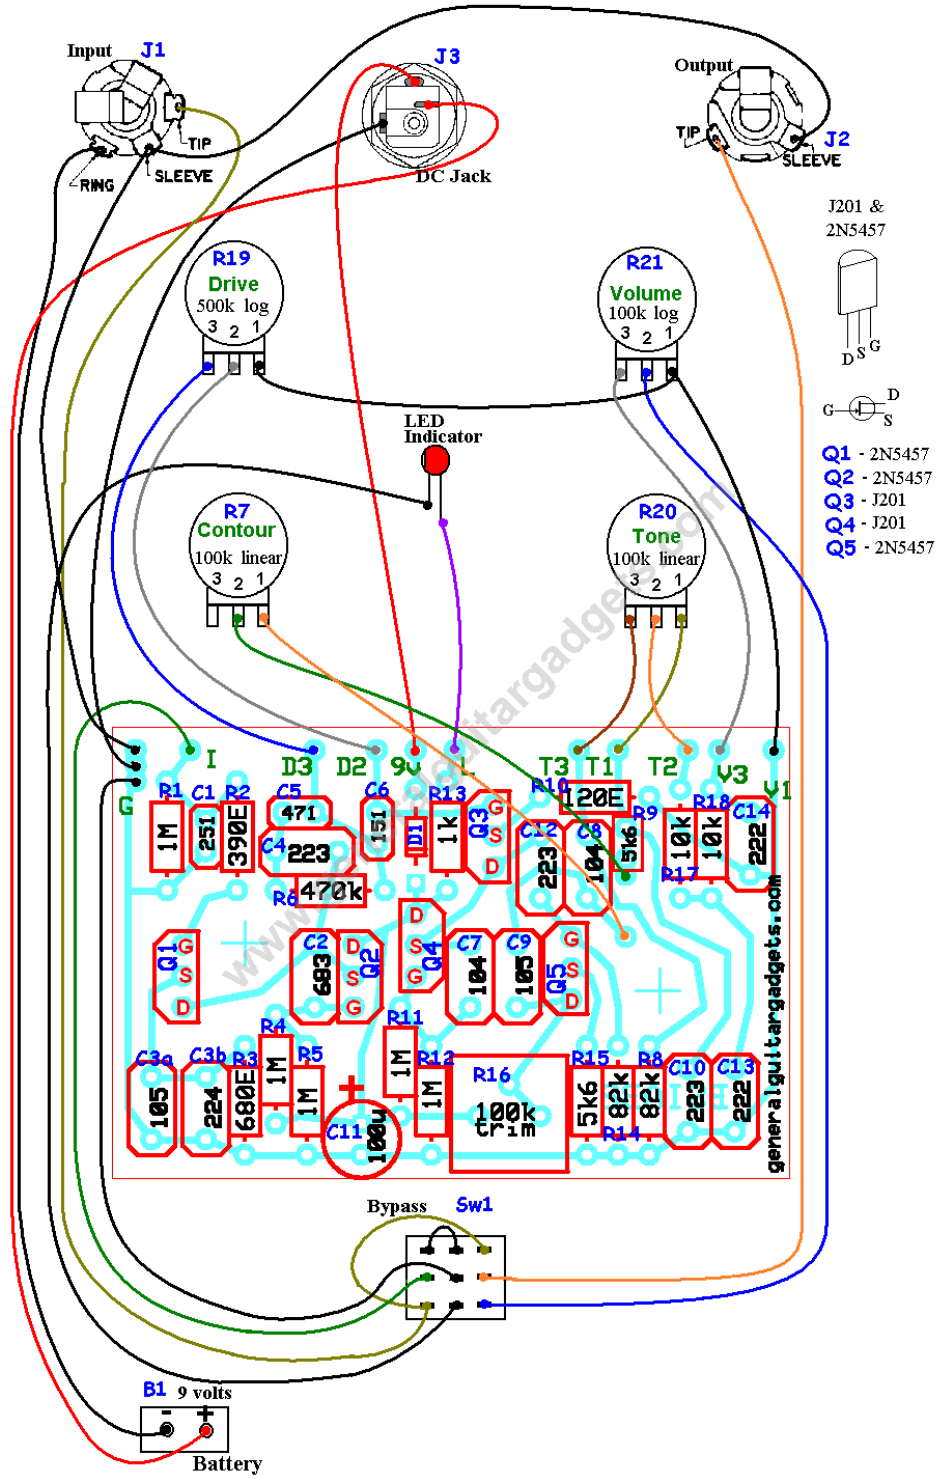 Input
J1
TIP
RING
SLEEVE
J3
DC Jack
Output
TIP
J2
SLEEVE
J201 &
2N5457
D S G
G
D
S
Q1 - 2N5457
Q2 - 2N5457
Q3 - J201
Q4 - J201
Q5 - 2N5457
R19
Drive
500k log
3 2 1
R21
Volume
100k log
3 2 1
LED
Indicator
R7
Contour
100k linear
3 2 1
R20
Tone
100k linear
3 2 1
www.generalguitargadgets.com
I D3 D2 9V L T3 T1 T2 V3 V1
G
R1
1M
C1
251
R2
390E
C5
471
C4
223
R6
470k
C6
151
D1
R13
1k
Q3
G
S
D
R10
120E
C12
223
C8
104
R9
5k6
R17
10k
R18
10k
C14
222
Q1
G
S
D
C2
683
Q2
D
S
G
Q4
D
S
G
C7
104
C9
105
Q5
G
S
D
C3a
105
C3b
224
R3
680E
R4
1M
R5
1M
C11
+
100u
R11
1M
R12
1M
R16
100k
trim
R15
5k6
R14
82k
R8
82k
C10
223
C13
222
generalguitargadgets.com
Bypass
Sw1
B1 9 volts
- +
Battery